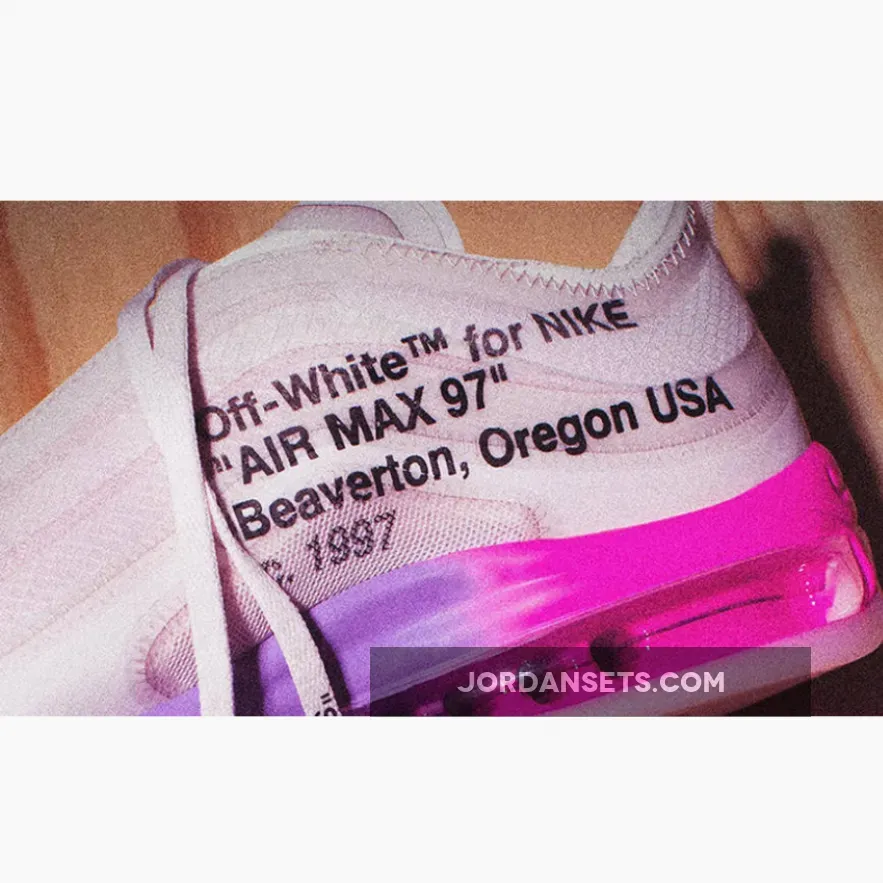 Off-White™ for NIKE
"AIR MAX 97"
Beaverton, Oregon USA
c. 1997
JORDANSETS.COM